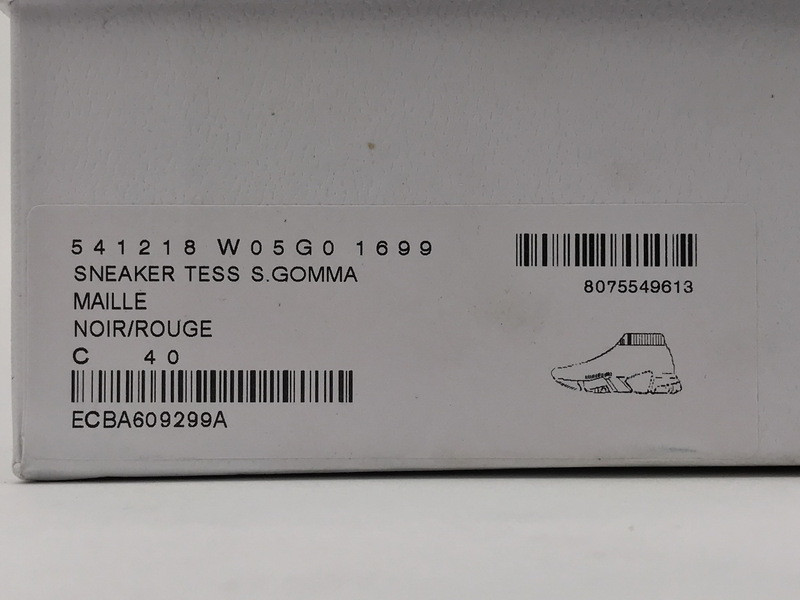 541218 W05G0 1699
SNEAKER TESS S.GOMMA
MAILLE
NOIR/ROUGE
C 40
ECBA609299A
8075549613